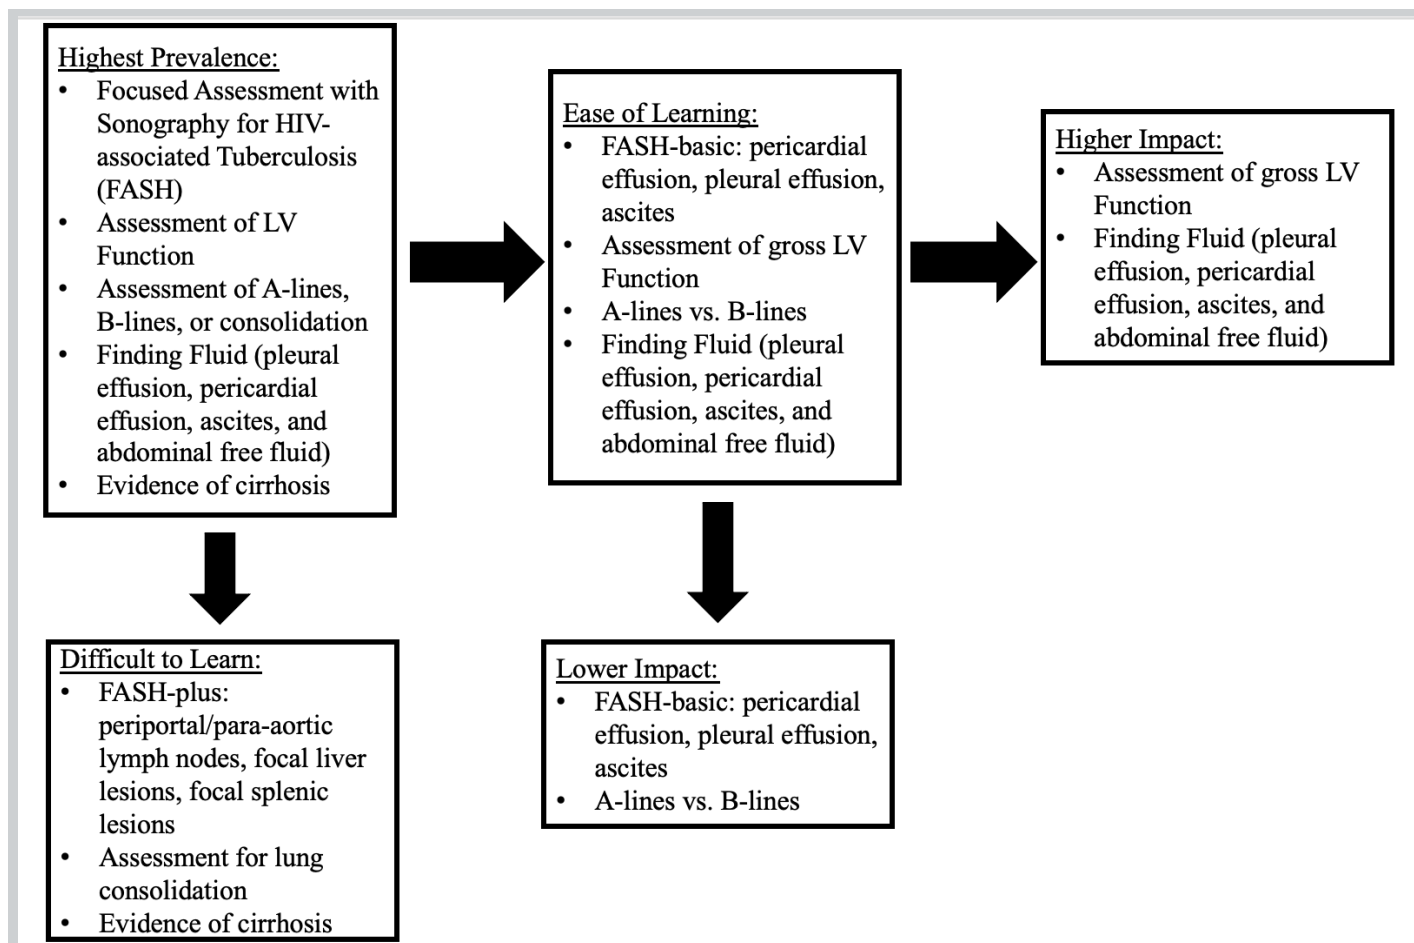 Highest Prevalence:
• Focused Assessment with
Sonography for HIV-
associated Tuberculosis
(FASH)
• Assessment of LV
Function
• Assessment of A-lines,
B-lines, or consolidation
• Finding Fluid (pleural
effusion, pericardial
effusion, ascites, and
abdominal free fluid)
• Evidence of cirrhosis
Ease of Learning:
• FASH-basic: pericardial
effusion, pleural effusion,
ascites
• Assessment of gross LV
Function
• A-lines vs. B-lines
• Finding Fluid (pleural
effusion, pericardial
effusion, ascites, and
abdominal free fluid)
Higher Impact:
• Assessment of gross LV
Function
• Finding Fluid (pleural
effusion, pericardial
effusion, ascites, and
abdominal free fluid)
Difficult to Learn:
• FASH-plus:
periportal/para-aortic
lymph nodes, focal liver
lesions, focal splenic
lesions
• Assessment for lung
consolidation
• Evidence of cirrhosis
Lower Impact:
• FASH-basic: pericardial
effusion, pleural effusion,
ascites
• A-lines vs. B-lines